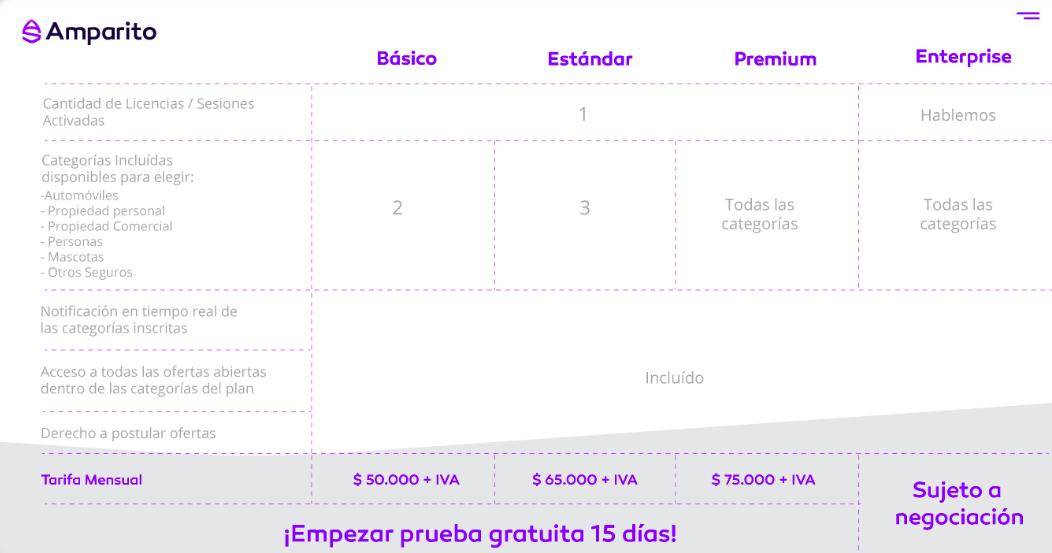 Amparito
Básico
Estándar
Premium
Enterprise
Cantidad de Licencias / Sesiones
Activadas
1
Hablemos
Categorías Incluídas
disponibles para elegir:
-Automóviles
- Propiedad personal
- Propiedad Comercial
- Personas
- Mascotas
- Otros Seguros
2
3
Todas las
categorías
Todas las
categorías
Notificación en tiempo real de
las categorías inscritas
Acceso a todas las ofertas abiertas
dentro de las categorías del plan
Derecho a postular ofertas
Incluído
Tarifa Mensual
$ 50.000 + IVA
$ 65.000 + IVA
$ 75.000 + IVA
Sujeto a
negociación
¡Empezar prueba gratuita 15 días!